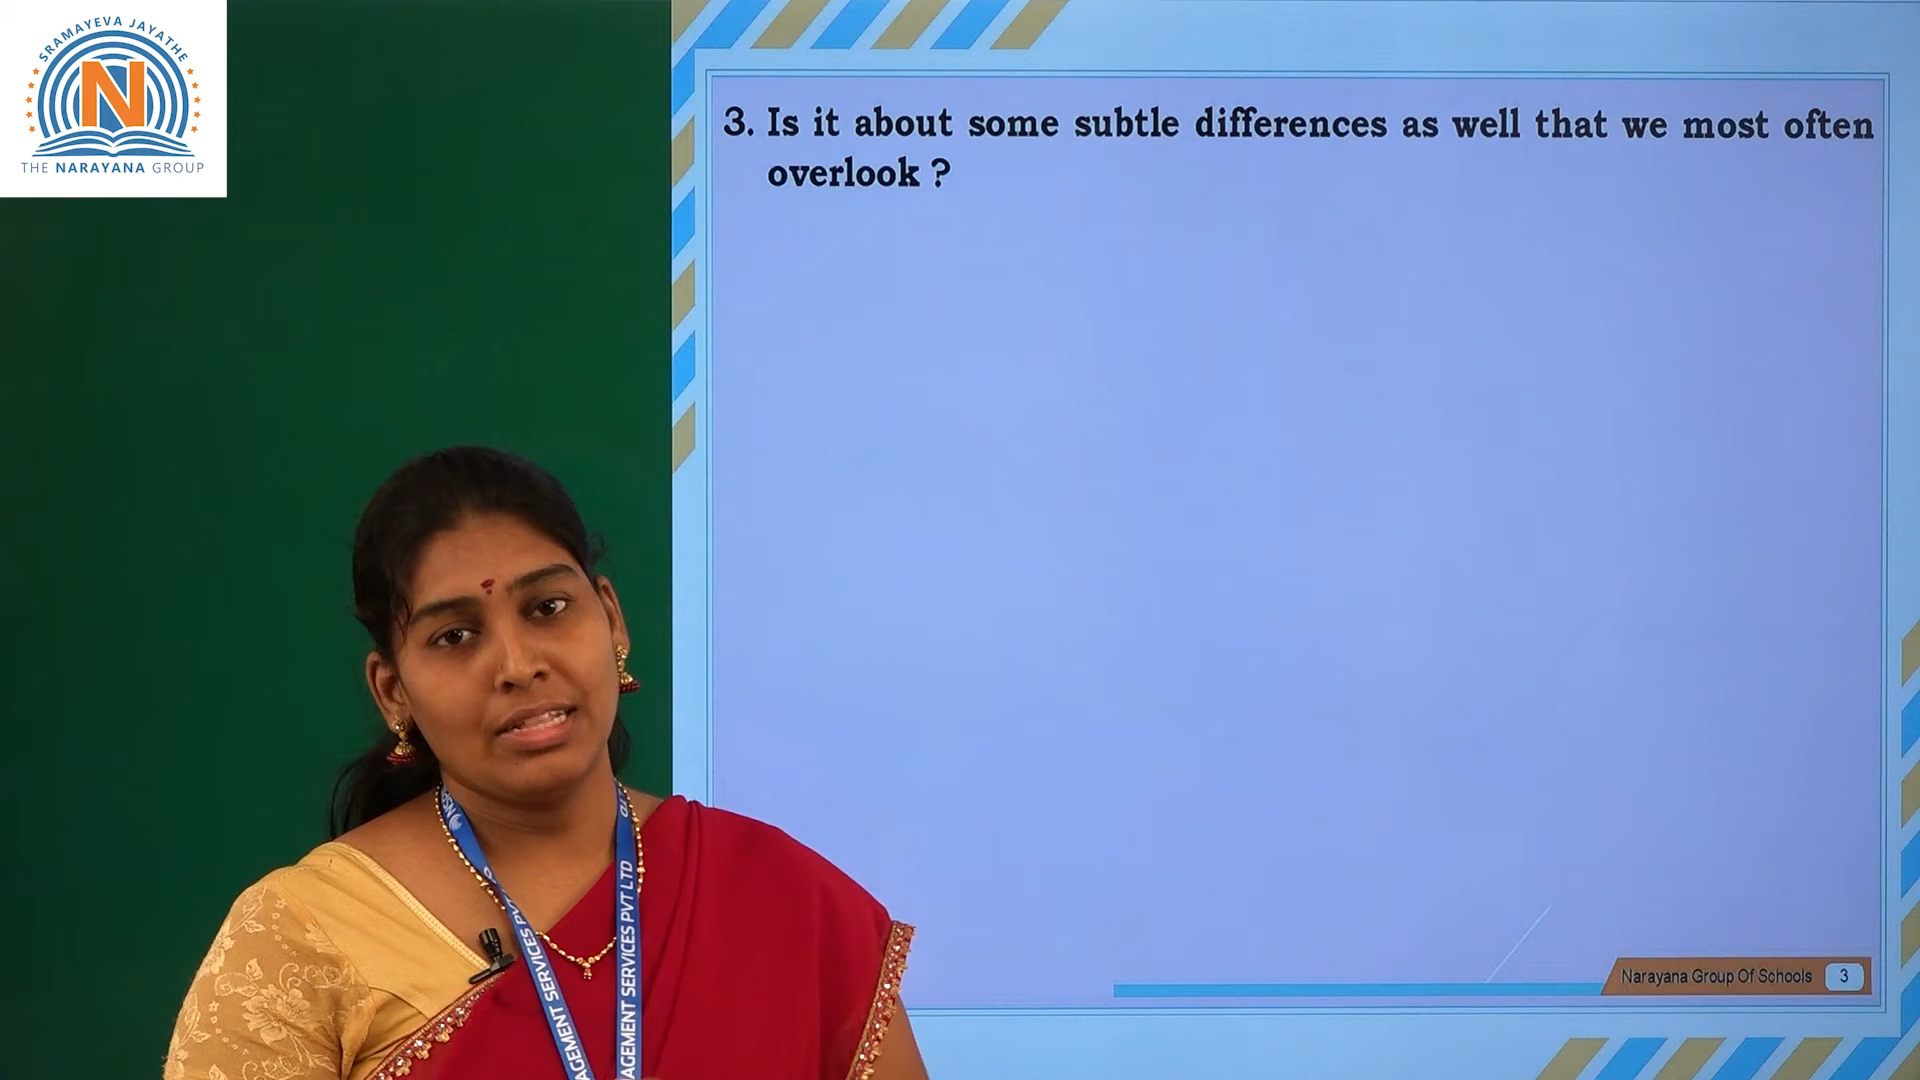 SRAMAYEVA JAYATHE
N
THE NARAYANA GROUP
3. Is it about some subtle differences as well that we most often
overlook ?
AGEMENT SERVICES PVT
AGEMENT SERVICES PVT LTD
Narayana Group Of Schools 3